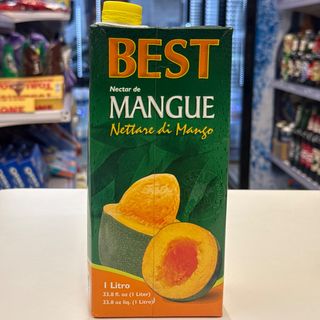 BEST
Nectar de
MANGUE
Nettare di Mango
1 Litro
33.8 fl. oz (1 Liter)
33.8 oz liq. (1 Litre)